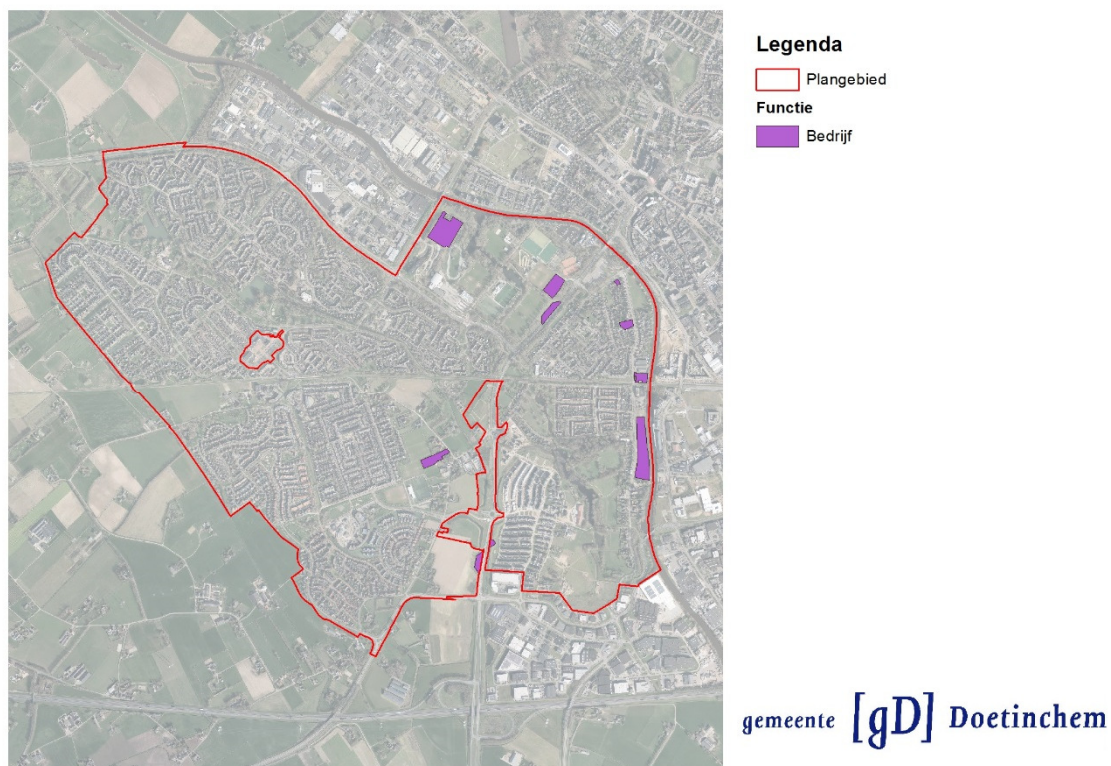 Legenda
Plangebied
Functie
Bedrijf
gemeente [gD] Doetinchem